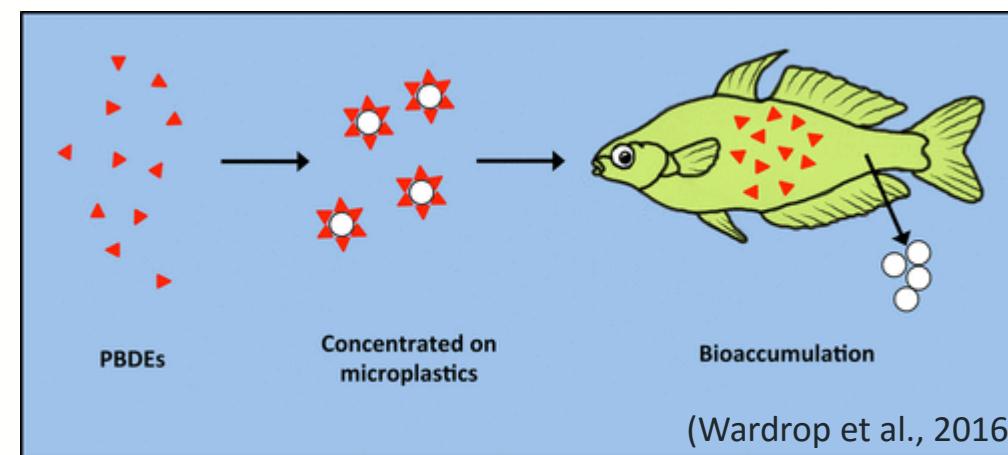 PBDEs
Concentrated on
microplastics
Bioaccumulation
(Wardrop et al., 2016